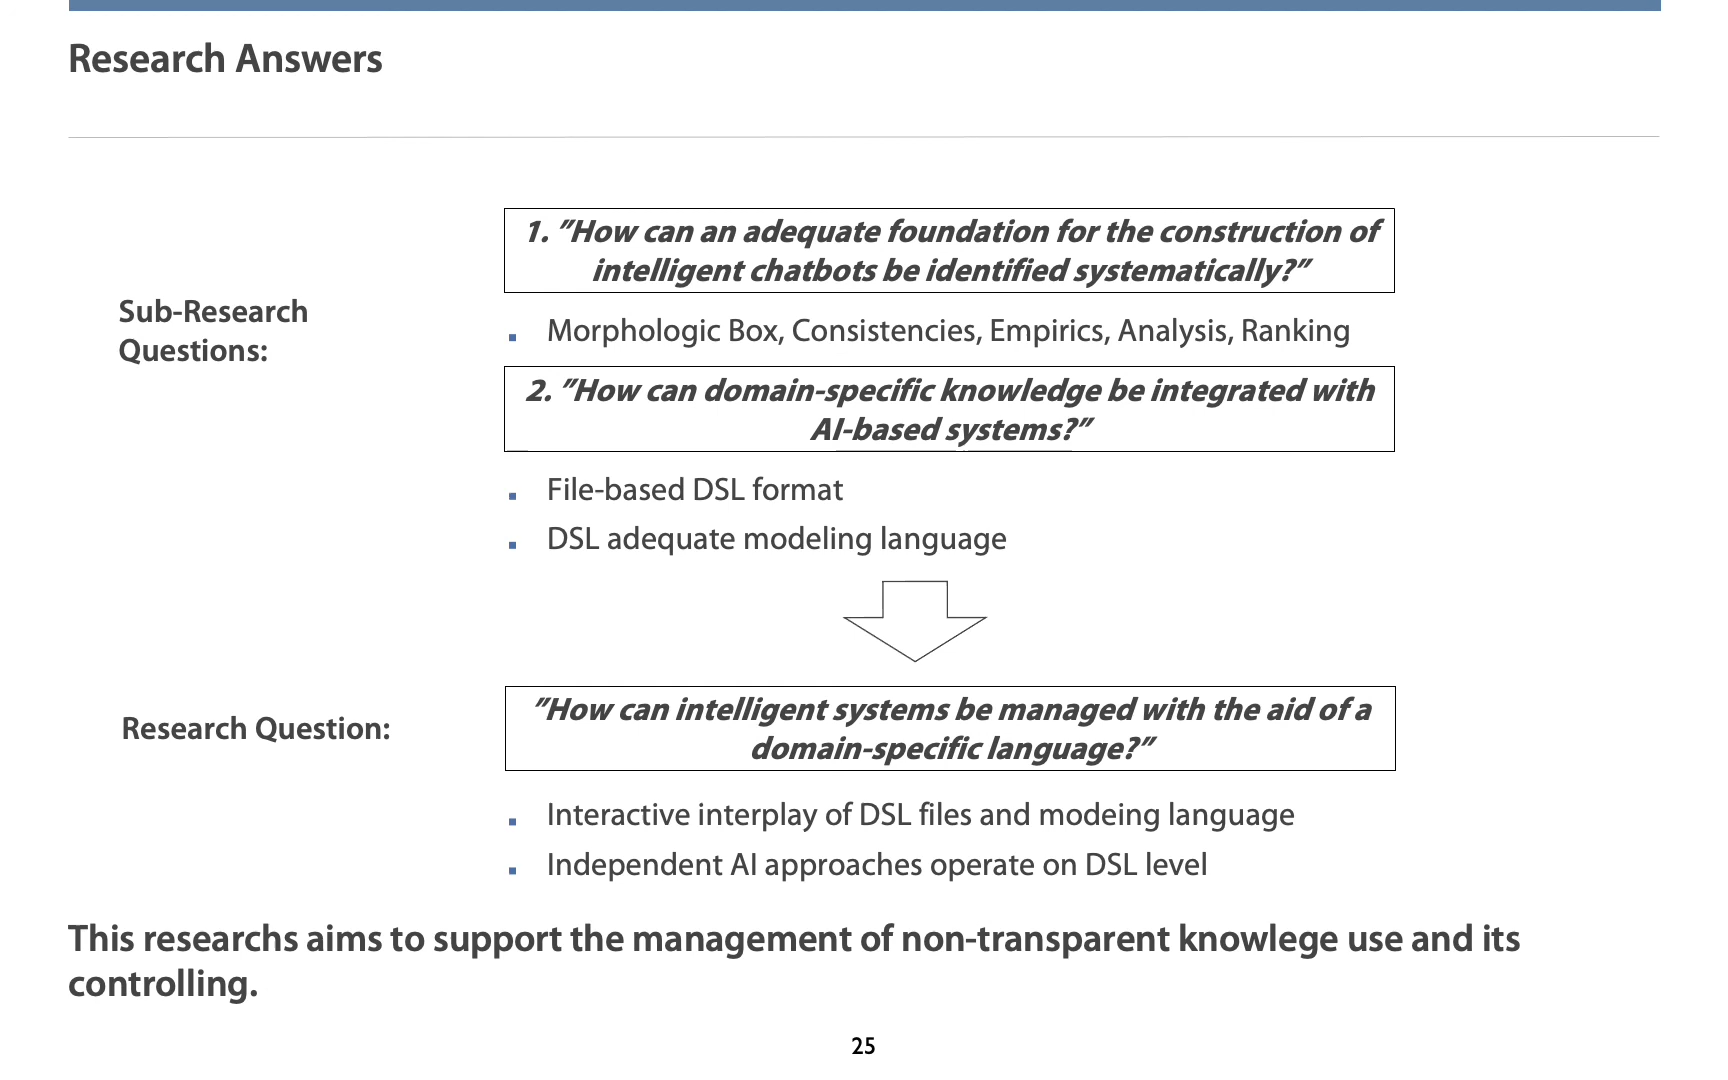 Research Answers
Sub-Research
Questions:
1. ”How can an adequate foundation for the construction of
intelligent chatbots be identified systematically?”
Morphologic Box, Consistencies, Empirics, Analysis, Ranking
2. ”How can domain-specific knowledge be integrated with
AI-based systems?”
File-based DSL format
DSL adequate modeling language
Research Question:
”How can intelligent systems be managed with the aid of a
domain-specific language?”
Interactive interplay of DSL files and modeing language
Independent AI approaches operate on DSL level
This researchs aims to support the management of non-transparent knowlege use and its
controlling.
25